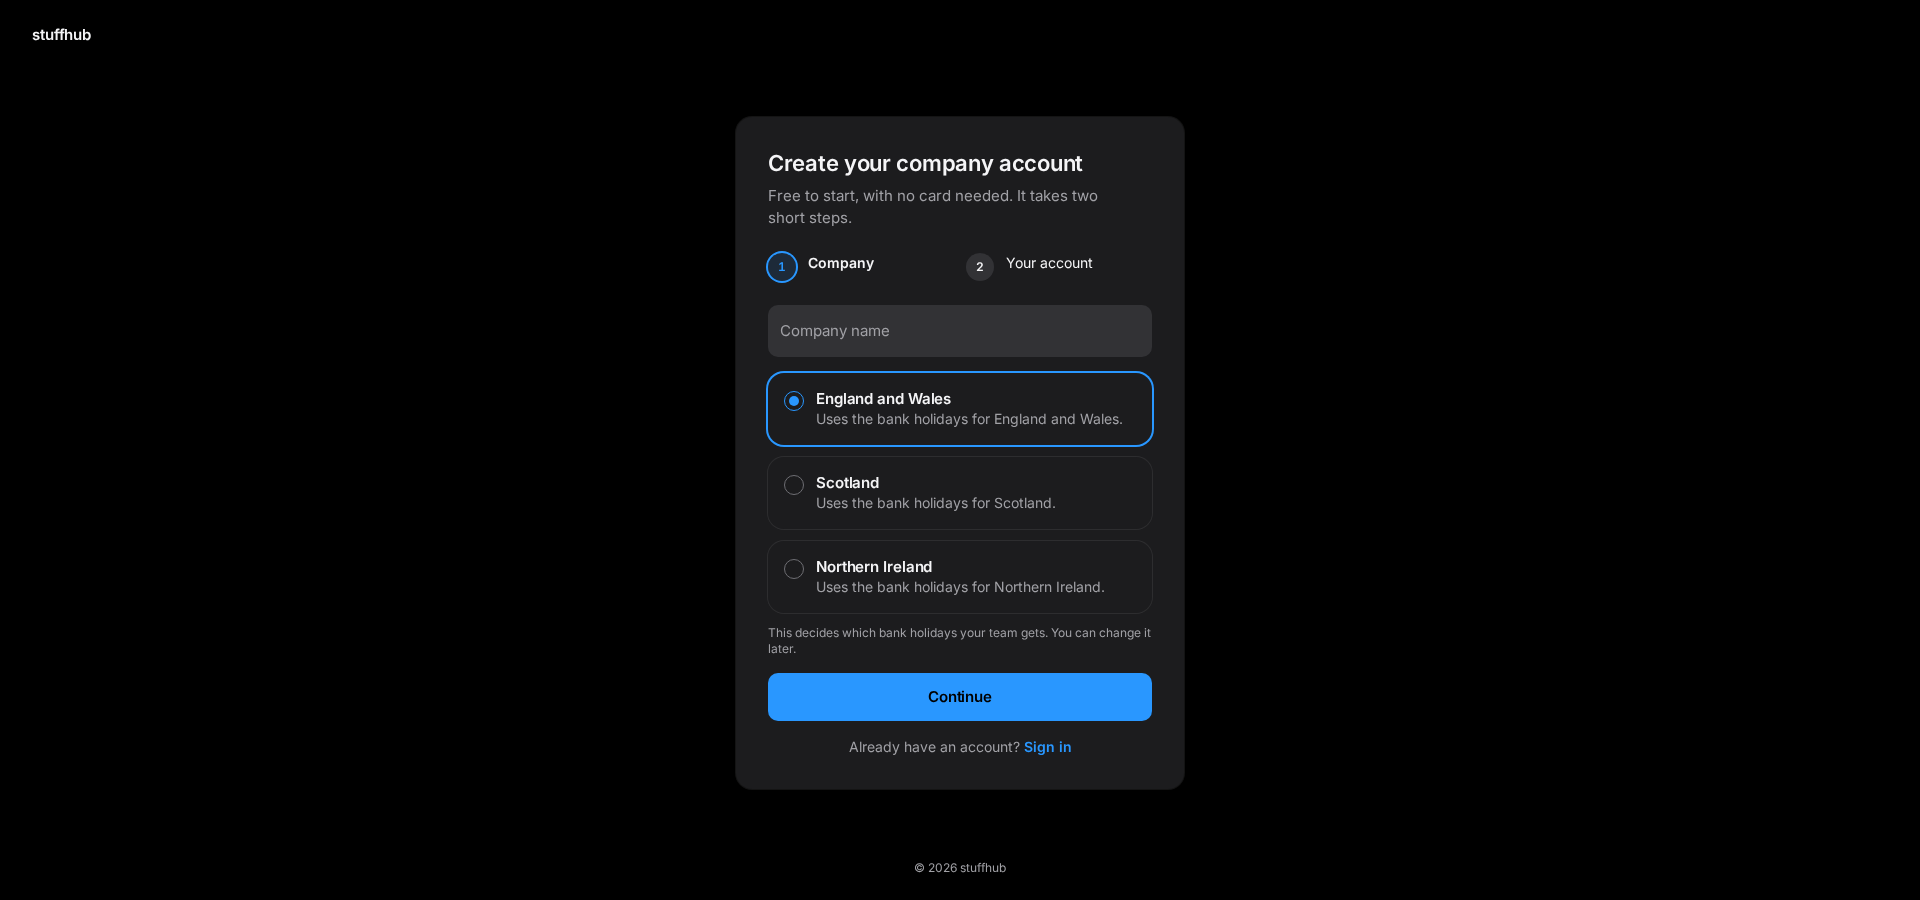 stuffhub
Create your company account
Free to start, with no card needed. It takes two
short steps.
1 Company
2 Your account
Company name
England and Wales
Uses the bank holidays for England and Wales.
Scotland
Uses the bank holidays for Scotland.
Northern Ireland
Uses the bank holidays for Northern Ireland.
This decides which bank holidays your team gets. You can change it
later.
Continue
Already have an account? Sign in
© 2026 stuffhub